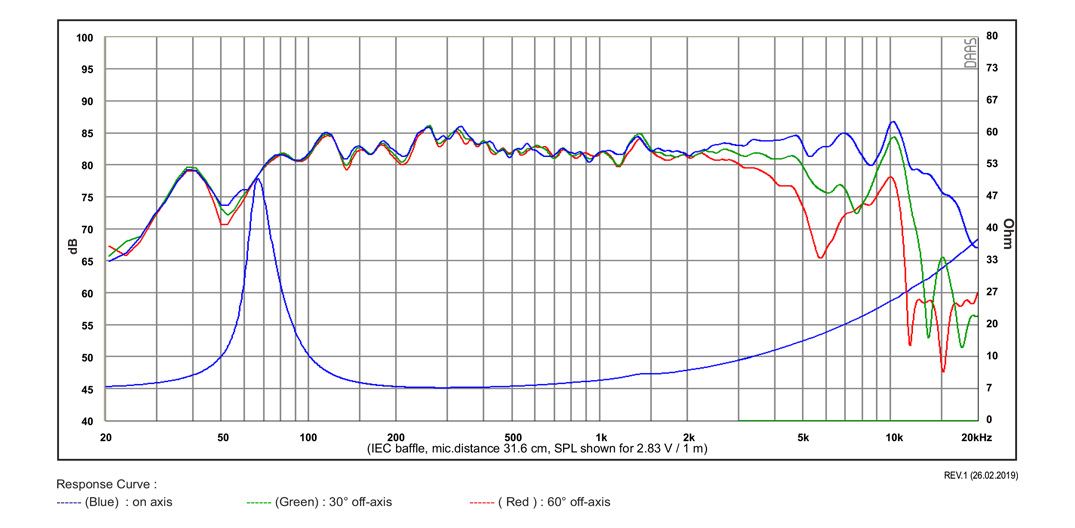 100
80
95
73
90
67
85
60
80
53
75
47
70
40
65
33
60
27
55
20
50
10
45
7
40
0
dB
Ohm
DAAS
20
50
100
200
500
1k
2k
5k
10k
20kHz
(IEC baffle, mic.distance 31.6 cm, SPL shown for 2.83 V / 1 m)
REV.1 (26.02.2019)
Response Curve :
------ (Blue) : on axis
------ (Green) : 30° off-axis
------ ( Red ) : 60° off-axis